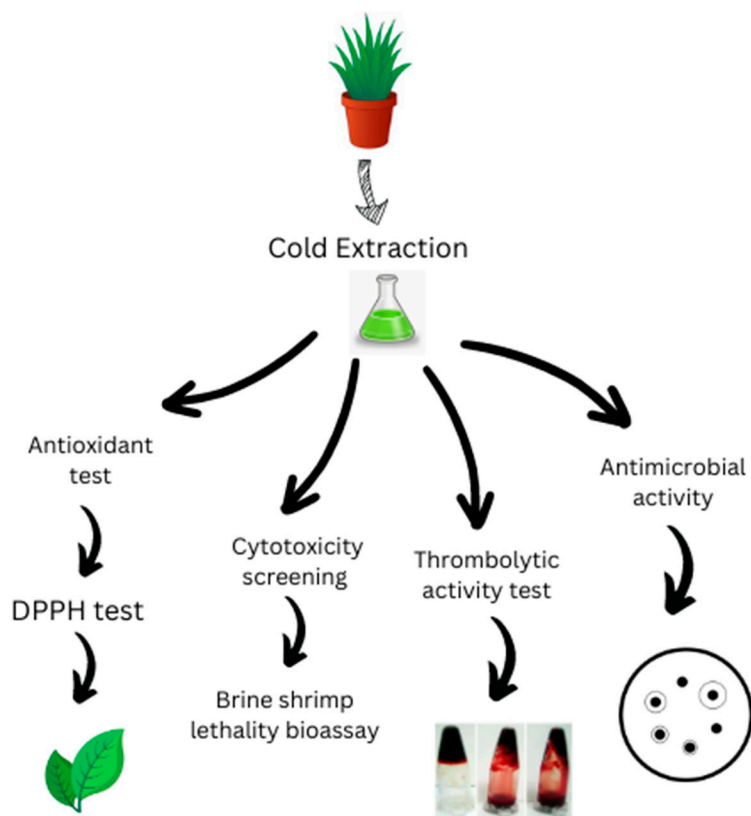 Cold Extraction
Antioxidant
test
DPPH test
Cytotoxicity
screening
Brine shrimp
lethality bioassay
Thrombolytic
activity test
Antimicrobial
activity